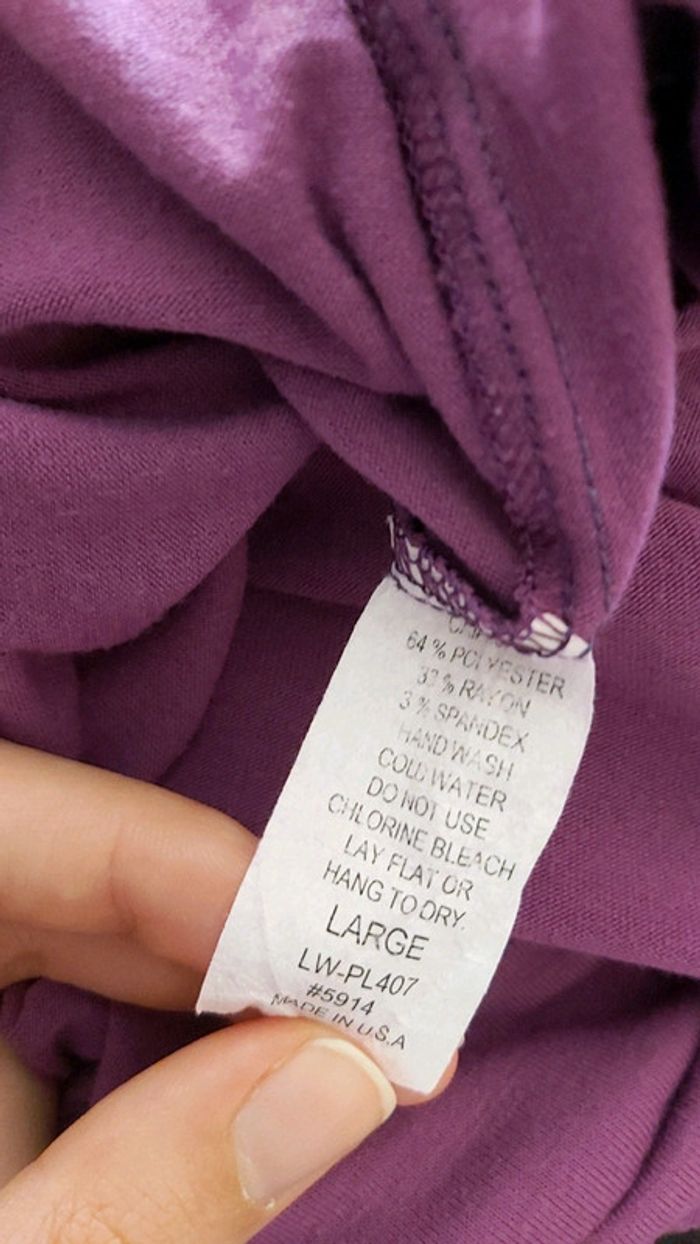 64 % POLYESTER
33 % RAYON
3 % SPANDEX
HAND WASH
COLD WATER
DO NOT USE
CHLORINE BLEACH
LAY FLAT OR
HANG TO DRY.
LARGE
LW-PL407
#5914
MADE IN U.S.A